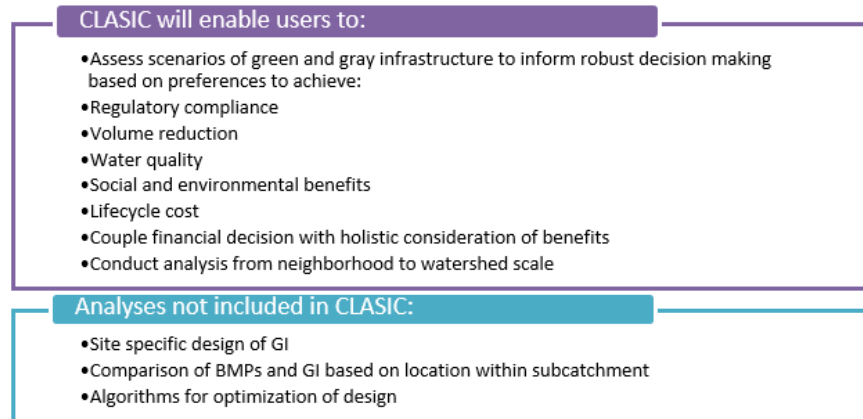 CLASIC will enable users to:
•Assess scenarios of green and gray infrastructure to inform robust decision making
based on preferences to achieve:
•Regulatory compliance
•Volume reduction
•Water quality
•Social and environmental benefits
•Lifecycle cost
•Couple financial decision with holistic consideration of benefits
•Conduct analysis from neighborhood to watershed scale
Analyses not included in CLASIC:
•Site specific design of GI
•Comparison of BMPs and GI based on location within subcatchment
•Algorithms for optimization of design